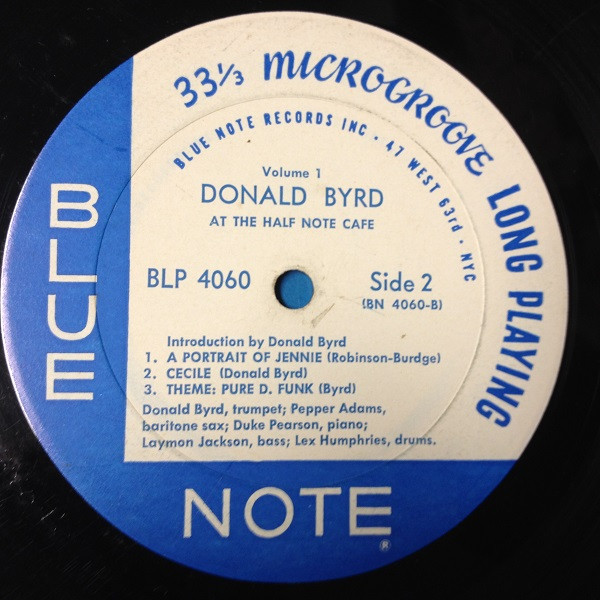 33⅓ MICROGROOVE LONG PLAYING
BLUE NOTE RECORDS INC · 47 WEST 63rd · NYC
Volume 1
DONALD BYRD
AT THE HALF NOTE CAFE
BLP 4060
Side 2
(BN 4060-B)
Introduction by Donald Byrd
1. A PORTRAIT OF JENNIE (Robinson-Burdge)
2. CECILE (Donald Byrd)
3. THEME: PURE D. FUNK (Byrd)
Donald Byrd, trumpet; Pepper Adams,
baritone sax; Duke Pearson, piano;
Laymon Jackson, bass; Lex Humphries, drums.
BLUE
NOTE
®